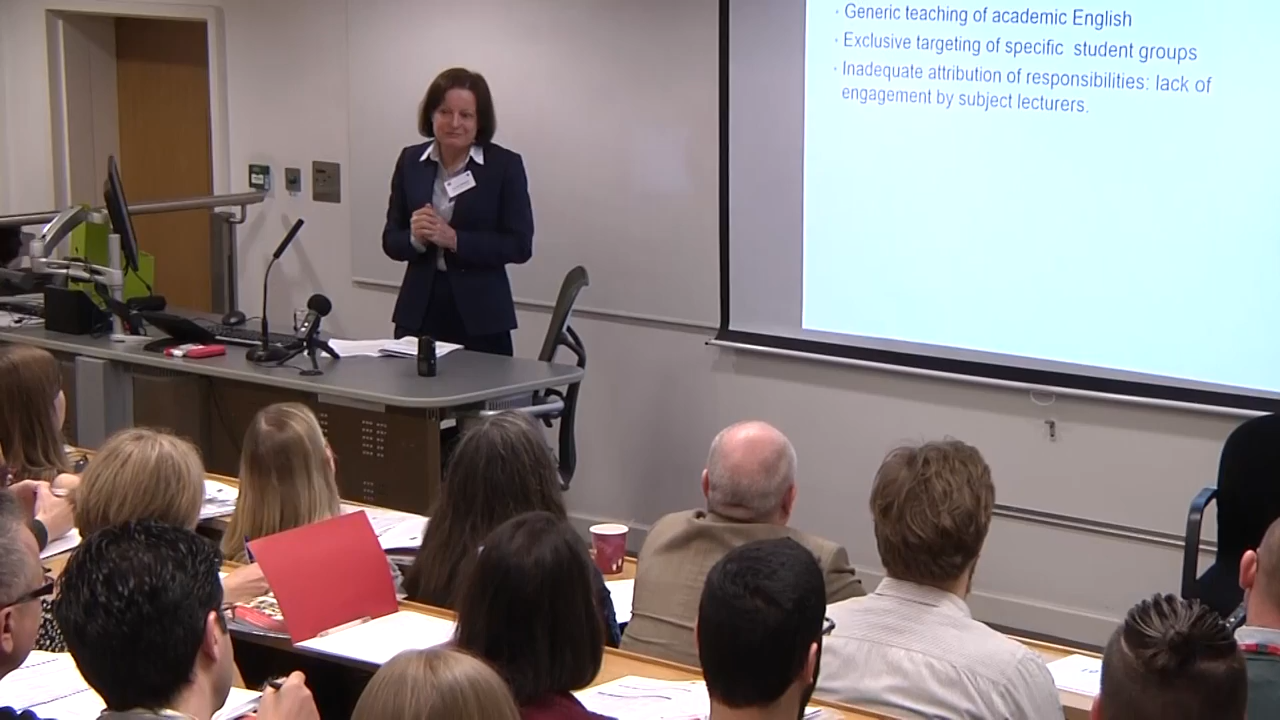 · Generic teaching of academic English
· Exclusive targeting of specific student groups
· Inadequate attribution of responsibilities: lack of
engagement by subject lecturers.